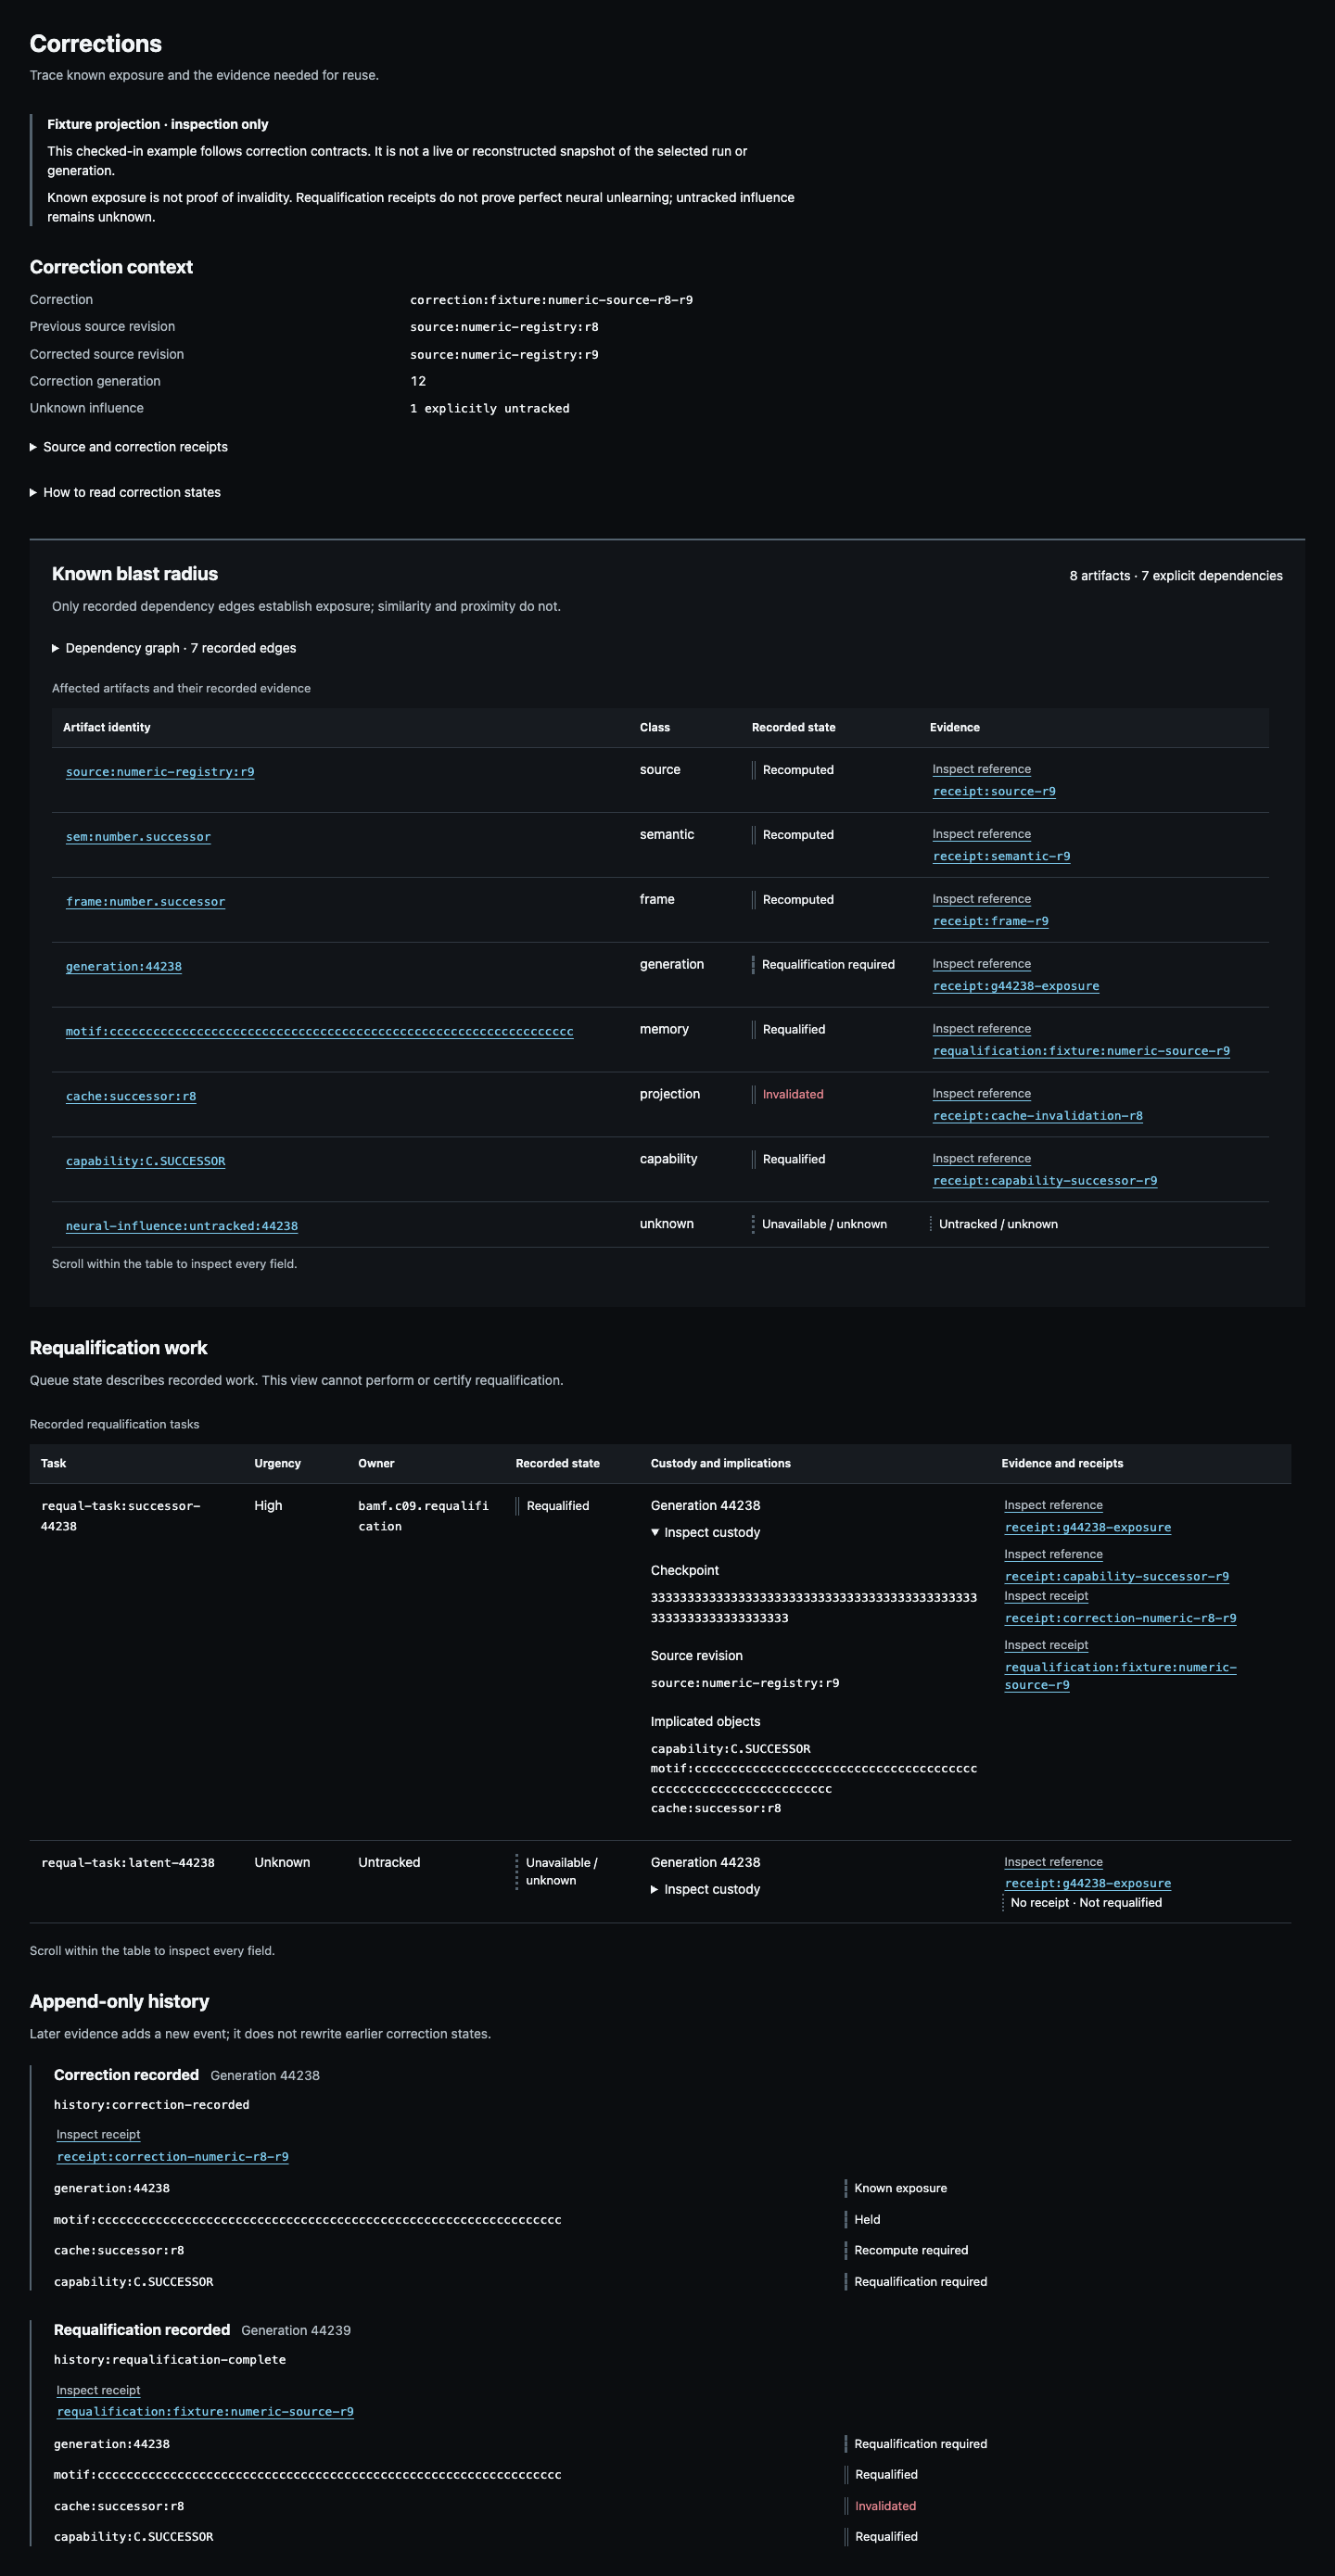 Corrections
Trace known exposure and the evidence needed for reuse.
Fixture projection · inspection only
This checked-in example follows correction contracts. It is not a live or reconstructed snapshot of the selected run or
generation.
Known exposure is not proof of invalidity. Requalification receipts do not prove perfect neural unlearning; untracked influence
remains unknown.
Correction context
Correction correction:fixture:numeric-source-r8-r9
Previous source revision source:numeric-registry:r8
Corrected source revision source:numeric-registry:r9
Correction generation 12
Unknown influence 1 explicitly untracked
▶ Source and correction receipts
▶ How to read correction states
Known blast radius 8 artifacts · 7 explicit dependencies
Only recorded dependency edges establish exposure; similarity and proximity do not.
▶ Dependency graph · 7 recorded edges
Affected artifacts and their recorded evidence
Artifact identity Class Recorded state Evidence
source:numeric-registry:r9 source Recomputed Inspect reference
receipt:source-r9
sem:number.successor semantic Recomputed Inspect reference
receipt:semantic-r9
frame:number.successor frame Recomputed Inspect reference
receipt:frame-r9
generation:44238 generation Requalification required Inspect reference
receipt:g44238-exposure
motif:cccccccccccccccccccccccccccccccccccccccccccccccccccccccccccccccc memory Requalified Inspect reference
requalification:fixture:numeric-source-r9
cache:successor:r8 projection Invalidated Inspect reference
receipt:cache-invalidation-r8
capability:C.SUCCESSOR capability Requalified Inspect reference
receipt:capability-successor-r9
neural-influence:untracked:44238 unknown Unavailable / unknown Untracked / unknown
Scroll within the table to inspect every field.
Requalification work
Queue state describes recorded work. This view cannot perform or certify requalification.
Recorded requalification tasks
Task Urgency Owner Recorded state Custody and implications Evidence and receipts
requal-task:successor-
44238
High
bamf.c09.requalifi
cation
Requalified
Generation 44238
▼ Inspect custody
Checkpoint
333333333333333333333333333333333333333333333
3333333333333333333
Source revision
source:numeric-registry:r9
Implicated objects
capability:C.SUCCESSOR
motif:ccccccccccccccccccccccccccccccccccccccc
ccccccccccccccccccccccccc
cache:successor:r8
Inspect reference
receipt:g44238-exposure
Inspect reference
receipt:capability-successor-r9
Inspect receipt
receipt:correction-numeric-r8-r9
Inspect receipt
requalification:fixture:numeric-
source-r9
requal-task:latent-44238
Unknown
Untracked
Unavailable /
unknown
Generation 44238
▶ Inspect custody
Inspect reference
receipt:g44238-exposure
No receipt · Not requalified
Scroll within the table to inspect every field.
Append-only history
Later evidence adds a new event; it does not rewrite earlier correction states.
Correction recorded Generation 44238
history:correction-recorded
Inspect receipt
receipt:correction-numeric-r8-r9
generation:44238 Known exposure
motif:cccccccccccccccccccccccccccccccccccccccccccccccccccccccccccccccc Held
cache:successor:r8 Recompute required
capability:C.SUCCESSOR Requalification required
Requalification recorded Generation 44239
history:requalification-complete
Inspect receipt
requalification:fixture:numeric-source-r9
generation:44238 Requalification required
motif:cccccccccccccccccccccccccccccccccccccccccccccccccccccccccccccccc Requalified
cache:successor:r8 Invalidated
capability:C.SUCCESSOR Requalified